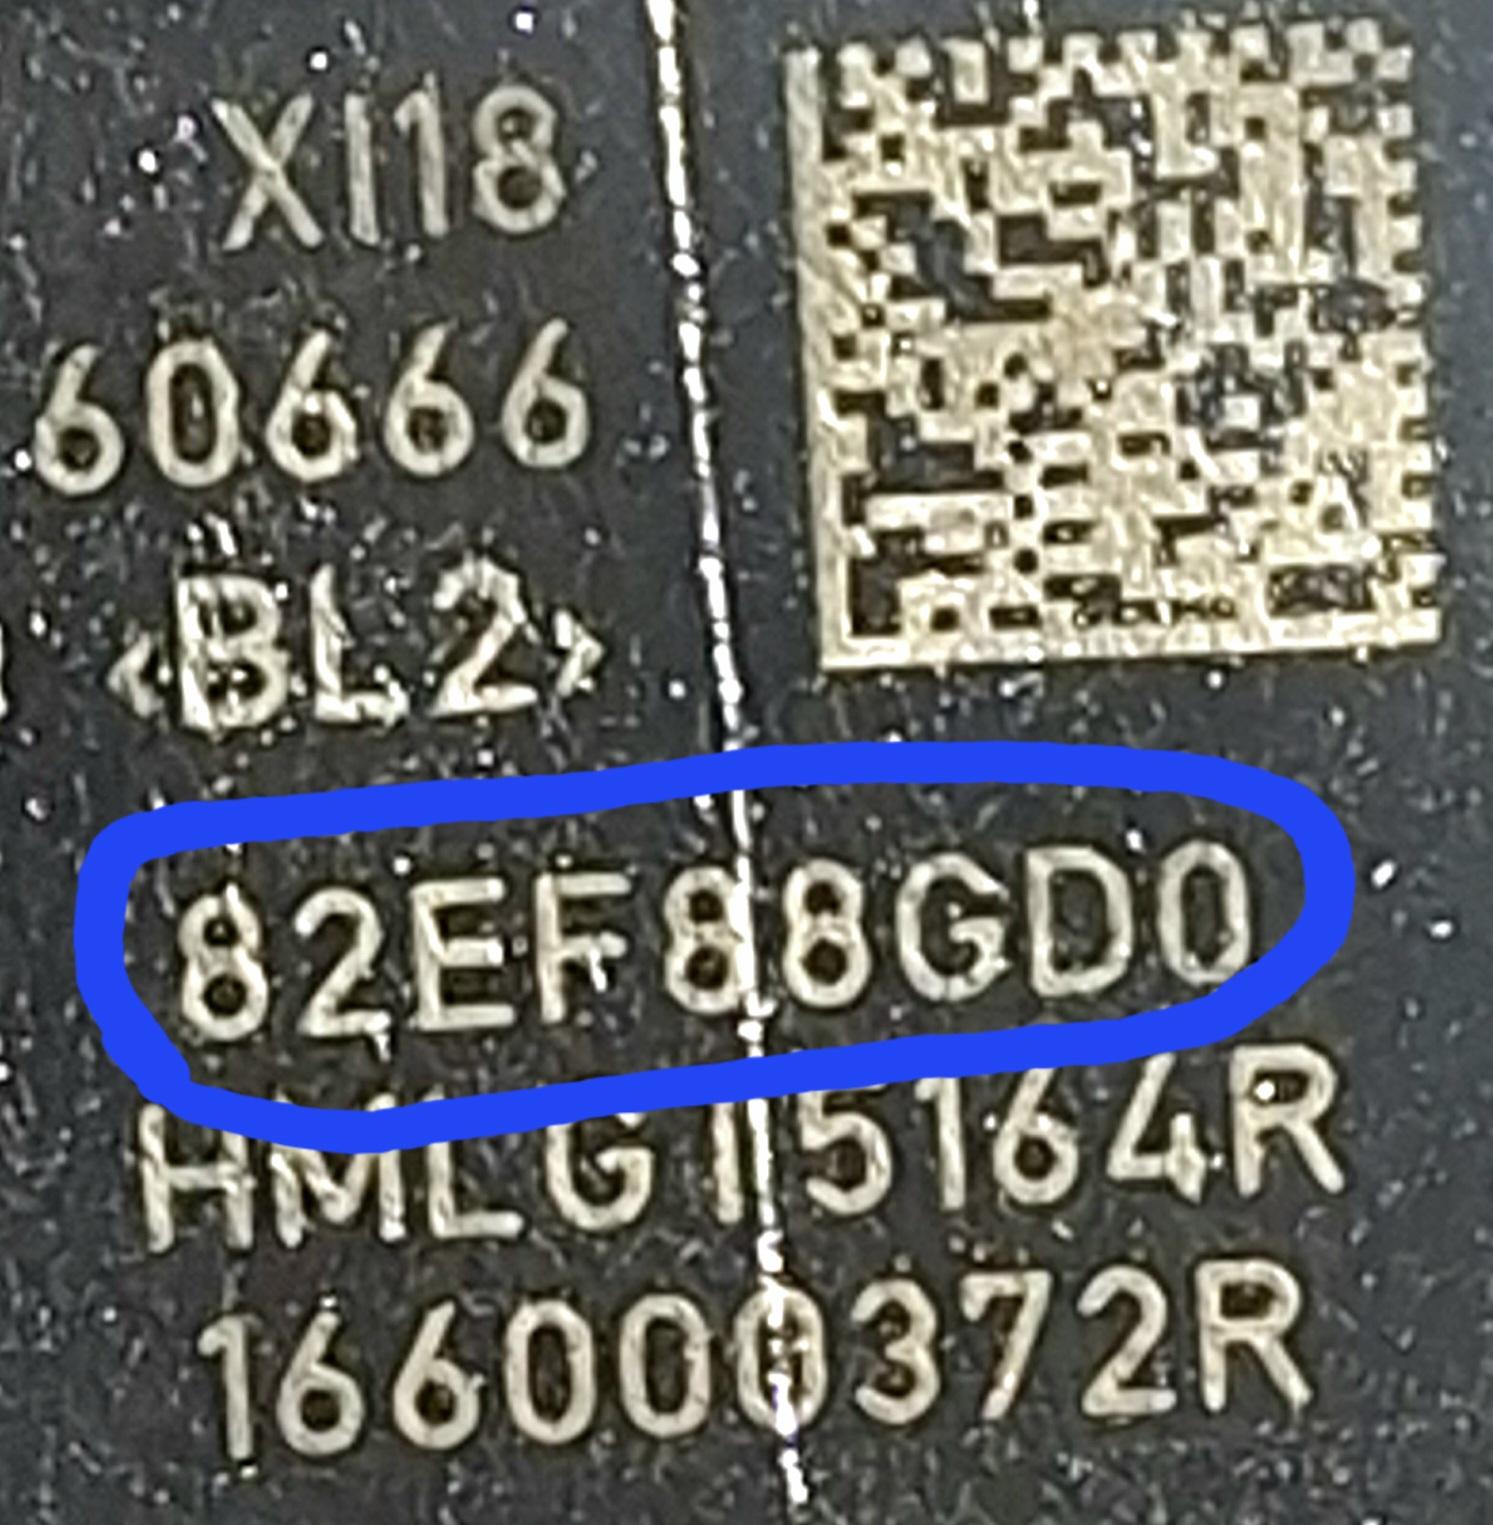 XI18
60666
<BL2>
82EF88GD0
HMLG15164R
166000372R